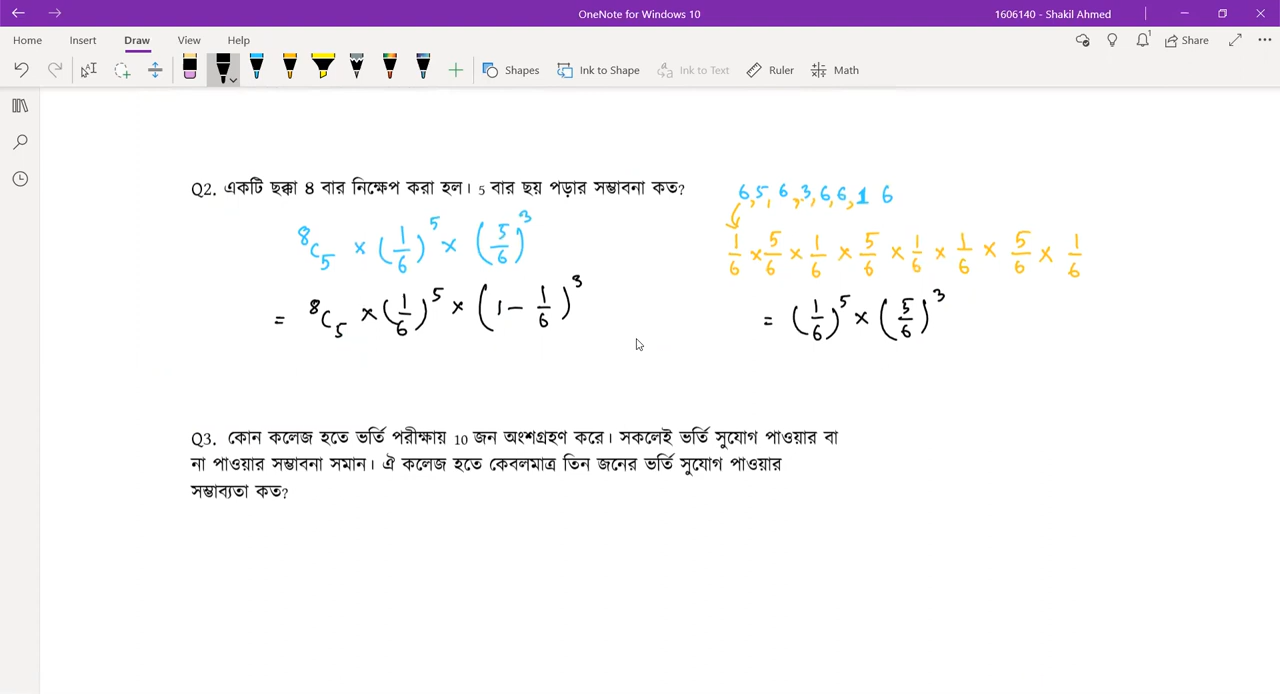 OneNote for Windows 10
1606140 - Shakil Ahmed
Home Insert Draw View Help
Share
Shapes Ink to Shape Ink to Text Ruler Math
Q2. একটি ছক্কা 8 বার নিক্ষেপ করা হল। 5 বার ছয় পড়ার সম্ভাবনা কত?
6,5,6,3,6,6,1 6
⁸C₅ × (1/6)⁵ × (5/6)³
1/6 × 5/6 × 1/6 × 5/6 × 1/6 × 1/6 × 5/6 × 1/6
= ⁸C₅ × (1/6)⁵ × (1 - 1/6)³
= (1/6)⁵ × (5/6)³
Q3. কোন কলেজ হতে ভর্তি পরীক্ষায় 10 জন অংশগ্রহণ করে। সকলেই ভর্তি সুযোগ পাওয়ার বা
না পাওয়ার সম্ভাবনা সমান। ঐ কলেজ হতে কেবলমাত্র তিন জনের ভর্তি সুযোগ পাওয়ার
সম্ভাব্যতা কত?